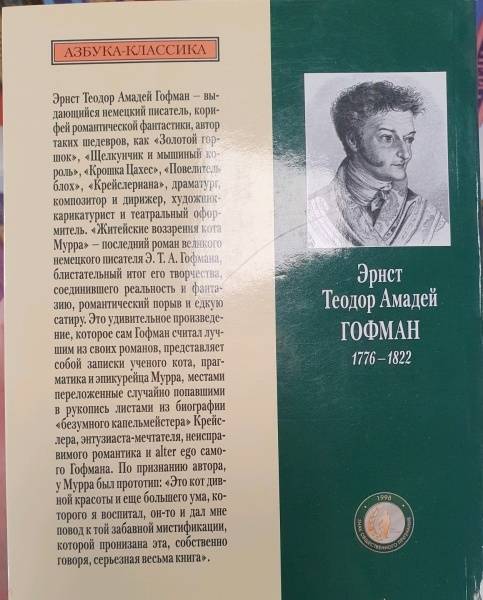 АЗБУКА-КЛАССИКА
Эрнст Теодор Амадей Гофман – вы-
дающийся немецкий писатель, кори-
фей романтической фантастики, автор
таких шедевров, как «Золотой гор-
шок», «Щелкунчик и мышиный ко-
роль», «Крошка Цахес», «Повелитель
блох», «Крейслериана», драматург,
композитор и дирижер, художник-
карикатурист и театральный офор-
митель. «Житейские воззрения кота
Мурра» – последний роман великого
немецкого писателя Э. Т. А. Гофмана,
блистательный итог его творчества,
соединившего реальность и фанта-
зию, романтический порыв и едкую
сатиру. Это удивительное произведе-
ние, которое сам Гофман считал луч-
шим из своих романов, представляет
собой записки ученого кота, праг-
матика и эпикурейца Мурра, местами
переложенные случайно попавшими
в рукопись листами из биографии
«безумного капельмейстера» Крейс-
лера, энтузиаста-мечтателя, неиспра-
вимого романтика и alter ego само-
го Гофмана. По признанию автора,
у Мурра был прототип: «Это кот див-
ной красоты и еще большего ума, ко-
торого я воспитал, он-то и дал мне
повод к той забавной мистификации,
которой пронизана эта, собственно
говоря, серьезная весьма книга».
Эрнст
Теодор Амадей
ГОФМАН
1776 – 1822
1998
ЗНАК ОБЩЕСТВЕННОГО ПРИЗНАНИЯ